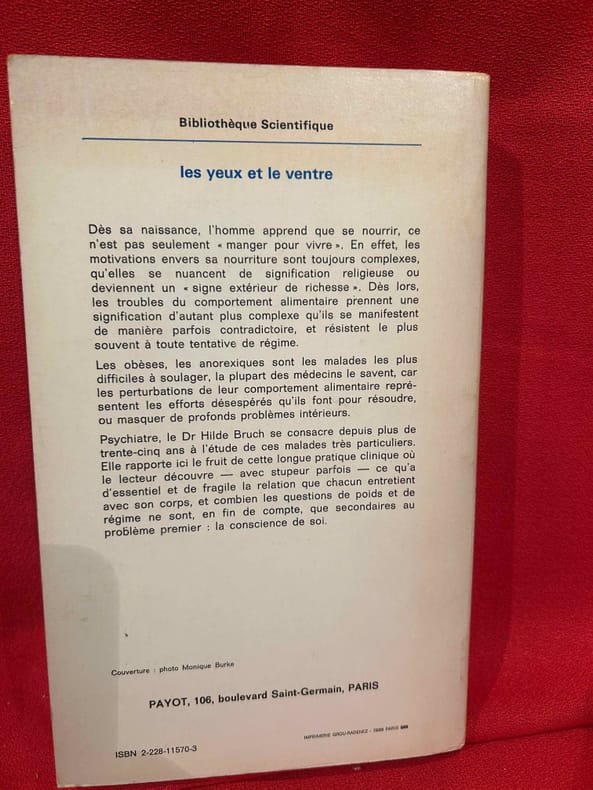 Bibliothèque Scientifique
les yeux et le ventre
Dès sa naissance, l'homme apprend que se nourrir, ce
n'est pas seulement « manger pour vivre ». En effet, les
motivations envers sa nourriture sont toujours complexes,
qu'elles se nuancent de signification religieuse ou
deviennent un « signe extérieur de richesse ». Dès lors,
les troubles du comportement alimentaire prennent une
signification d'autant plus complexe qu'ils se manifestent
de manière parfois contradictoire, et résistent le plus
souvent à toute tentative de régime.
Les obèses, les anorexiques sont les malades les plus
difficiles à soulager, la plupart des médecins le savent, car
les perturbations de leur comportement alimentaire repré-
sentent les efforts désespérés qu'ils font pour résoudre,
ou masquer de profonds problèmes intérieurs.
Psychiatre, le Dr Hilde Bruch se consacre depuis plus de
trente-cinq ans à l'étude de ces malades très particuliers.
Elle rapporte ici le fruit de cette longue pratique clinique où
le lecteur découvre — avec stupeur parfois — ce qu'a
d'essentiel et de fragile la relation que chacun entretient
avec son corps, et combien les questions de poids et de
régime ne sont, en fin de compte, que secondaires au
problème premier : la conscience de soi.
Couverture : photo Monique Burke
PAYOT, 106, boulevard Saint-Germain, PARIS
IMPRIMERIE GROU-RADENEZ - PARIS
ISBN 2-228-11570-3